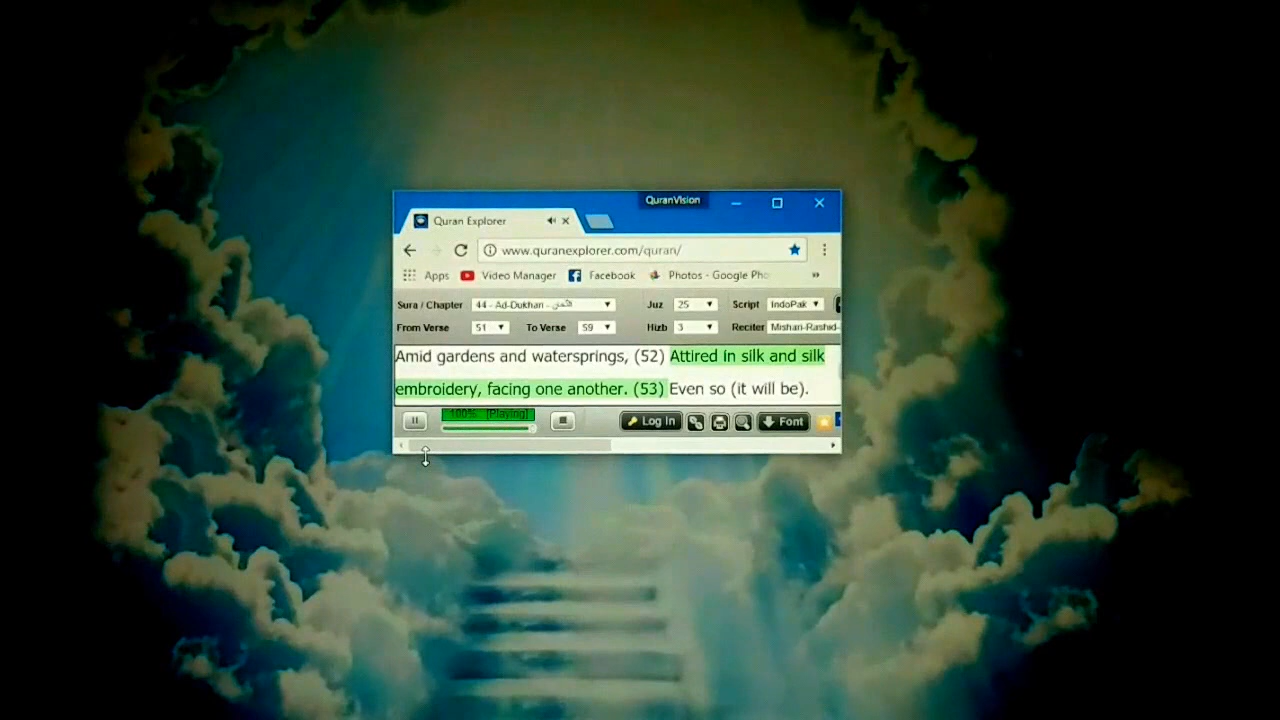 QuranVision
Quran Explorer
www.quranexplorer.com/quran/
Apps Video Manager Facebook Photos - Google Pho
Sura / Chapter 44 - Ad-Dukhan - الدخان Juz 25 Script IndoPak
From Verse 51 To Verse 59 Hizb 3 Reciter Mishari-Rashid-
Amid gardens and watersprings, (52) Attired in silk and silk
embroidery, facing one another. (53) Even so (it will be).
100% [Playing] Log In Font